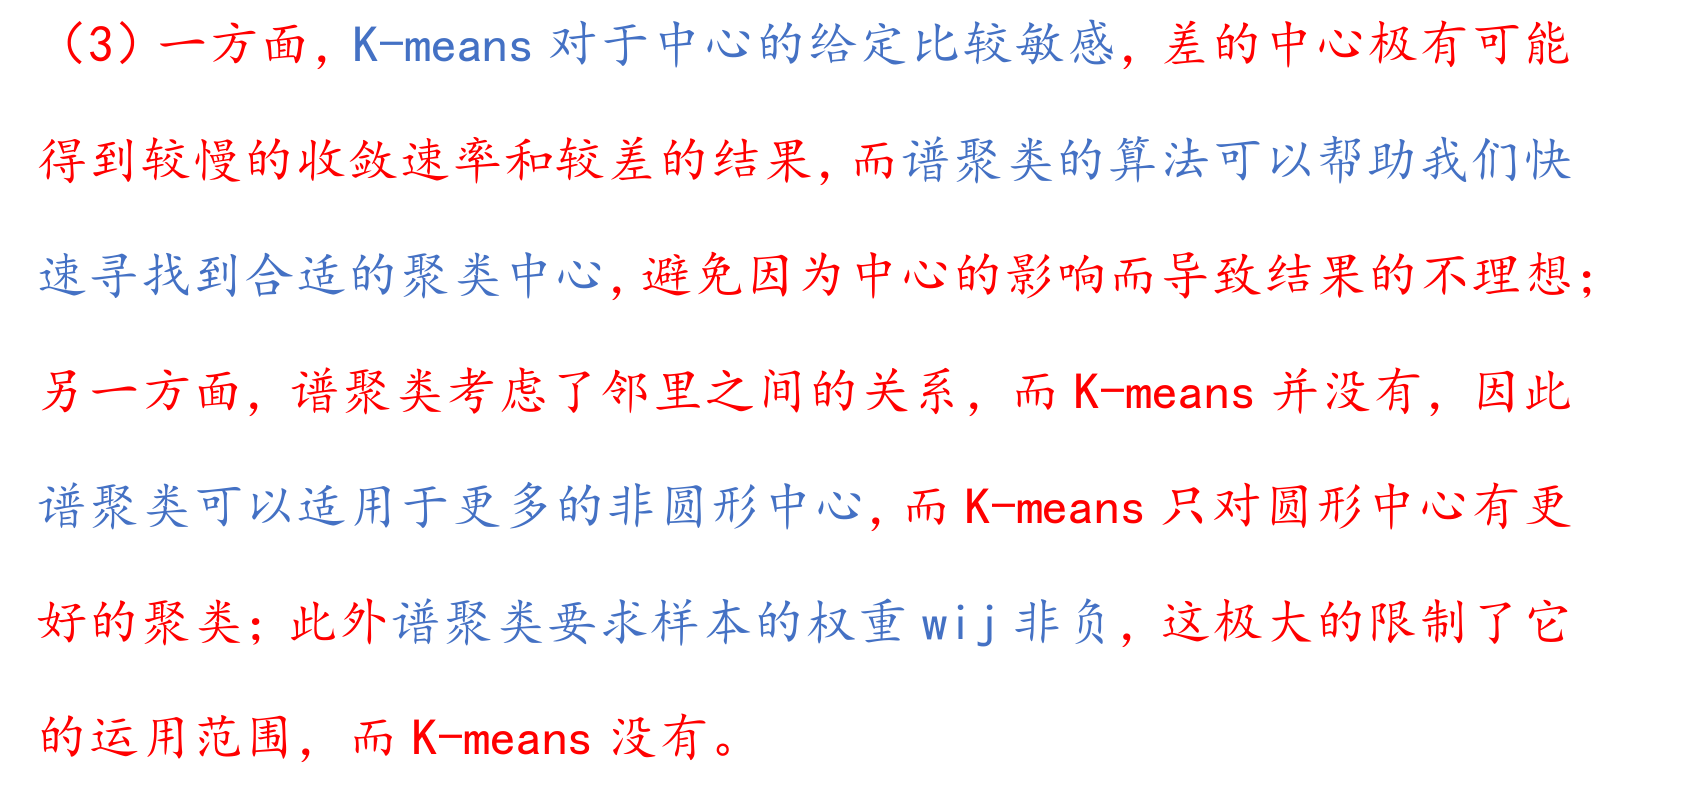 （3）一方面，K-means 对于中心的给定比较敏感，差的中心极有可能
得到较慢的收敛速率和较差的结果，而谱聚类的算法可以帮助我们快
速寻找到合适的聚类中心，避免因为中心的影响而导致结果的不理想；
另一方面，谱聚类考虑了邻里之间的关系，而 K-means 并没有，因此
谱聚类可以适用于更多的非圆形中心，而 K-means 只对圆形中心有更
好的聚类；此外谱聚类要求样本的权重 wij 非负，这极大的限制了它
的运用范围，而 K-means 没有。